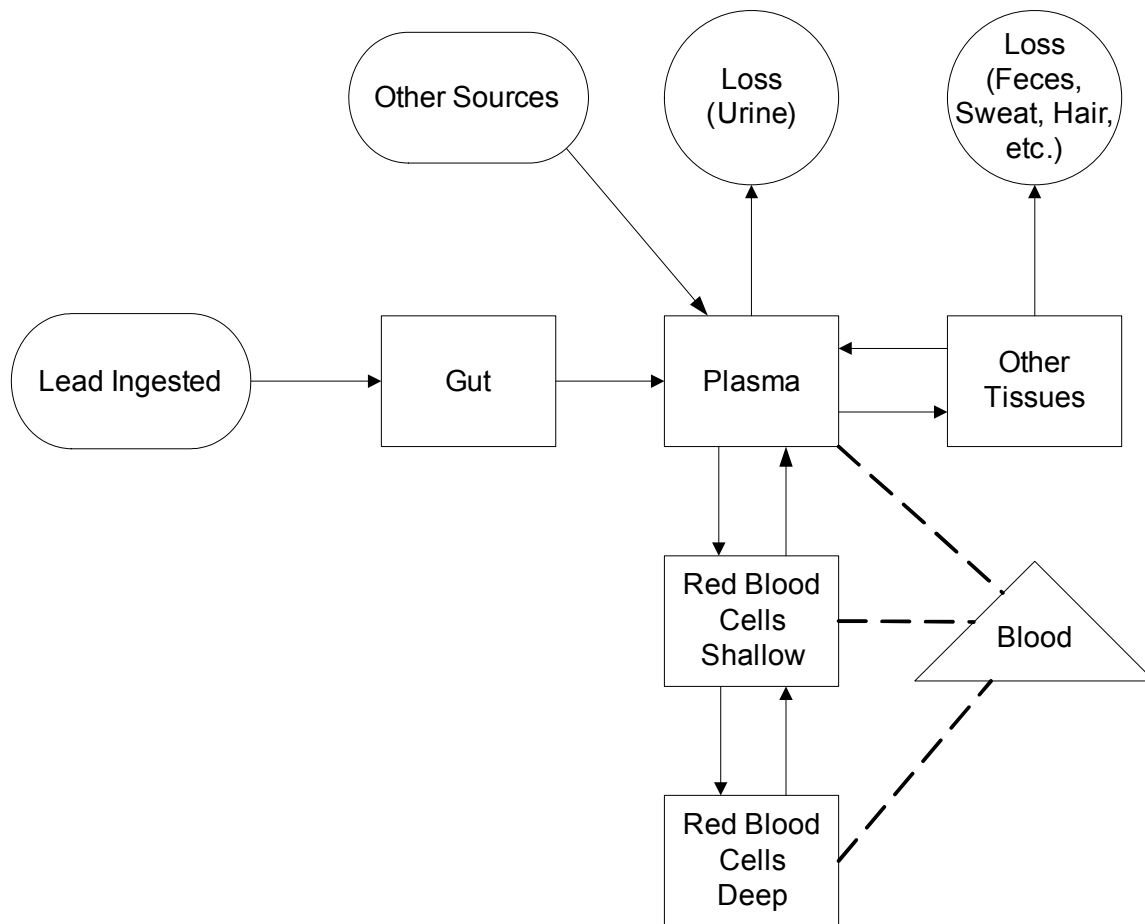 Other Sources
Loss
(Urine)
Loss
(Feces,
Sweat, Hair,
etc.)
Lead Ingested
Gut
Plasma
Other
Tissues
Red Blood
Cells
Shallow
Blood
Red Blood
Cells
Deep